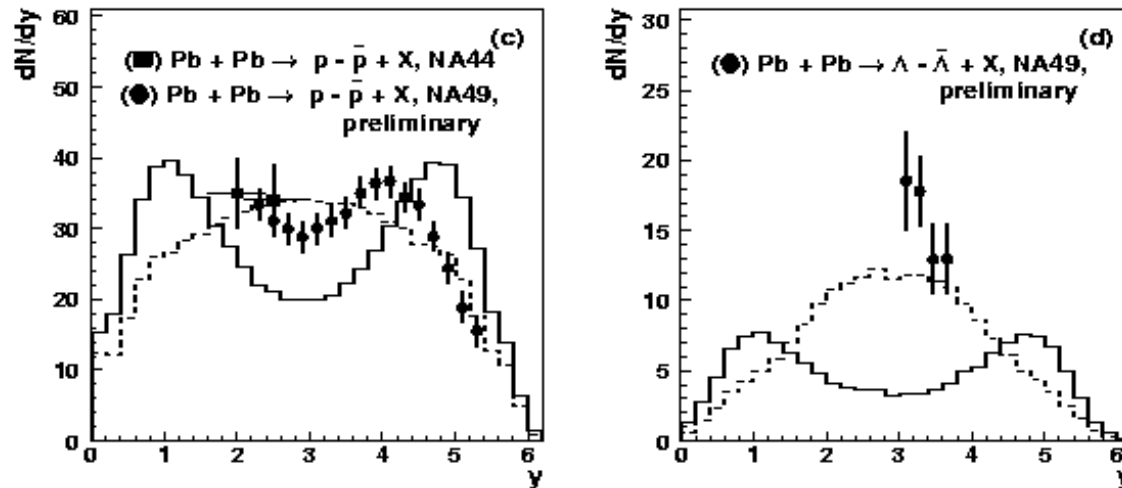 dN/dy
60
50
40
30
20
10
0
0 1 2 3 4 5 6
y
(c)
(■) Pb + Pb → p - p̄ + X, NA44
(●) Pb + Pb → p - p̄ + X, NA49,
preliminary
dN/dy
30
25
20
15
10
5
0
0 1 2 3 4 5 6
y
(d)
(●) Pb + Pb → Λ - Λ̄ + X, NA49,
preliminary